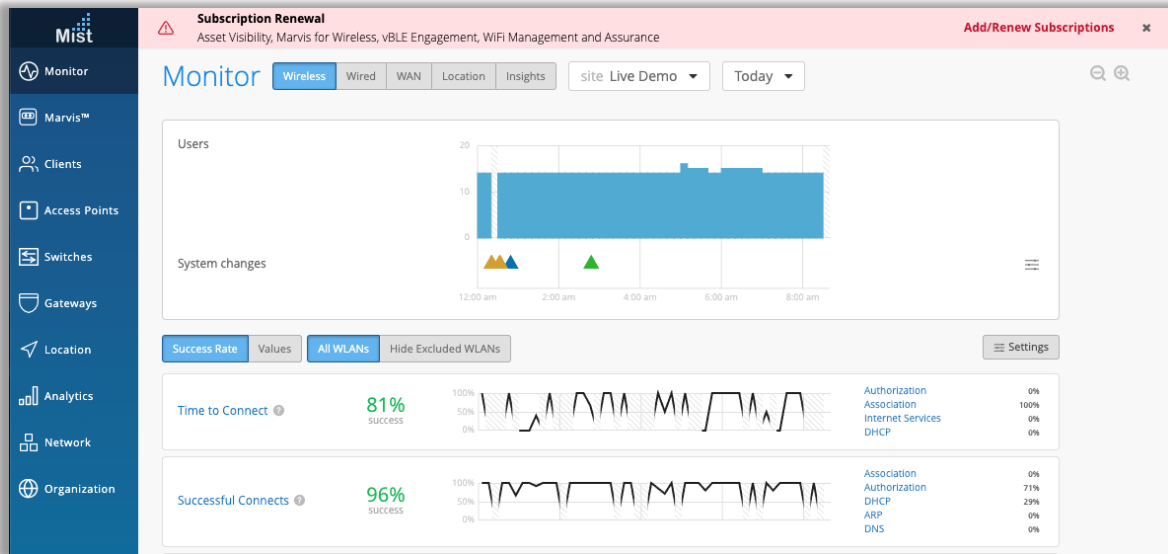 Mist
Subscription Renewal
Asset Visibility, Marvis for Wireless, vBLE Engagement, WiFi Management and Assurance
Add/Renew Subscriptions
×
Monitor
Marvis™
Clients
Access Points
Switches
Gateways
Location
Analytics
Network
Organization
Monitor
Wireless Wired WAN Location Insights
site Live Demo
Today
Users
20
10
0
System changes
12:00 am 2:00 am 4:00 am 6:00 am 8:00 am
Success Rate Values
All WLANs Hide Excluded WLANs
Settings
Time to Connect ?
81%
success
100%
50%
0%
Authorization 0%
Association 100%
Internet Services 0%
DHCP 0%
Successful Connects ?
96%
success
100%
50%
0%
Association 0%
Authorization 71%
DHCP 29%
ARP 0%
DNS 0%